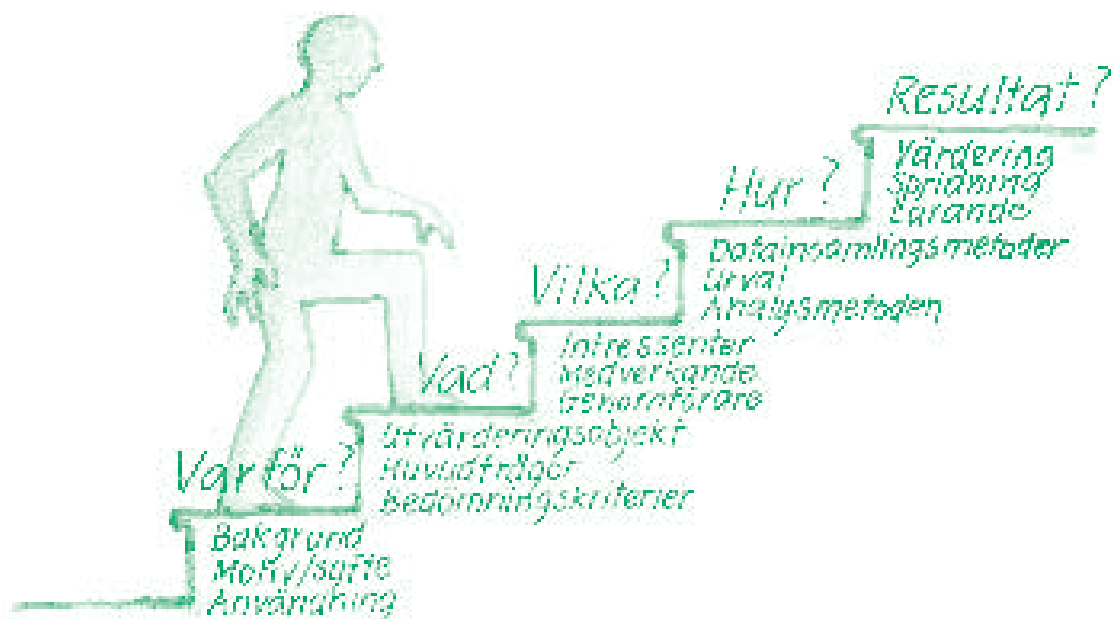 Resultat?
Värdering
Spridning
Lärande
Hur?
Datainsamlingsmetoder
Urval
Analysmetoden
Vilka?
Intressenter
Medverkande
Genomförare
Vad?
Utvärderingsobjekt
Huvudfrågor
Bedömningskriterier
Varför?
Bakgrund
Motiv/syfte
Användning